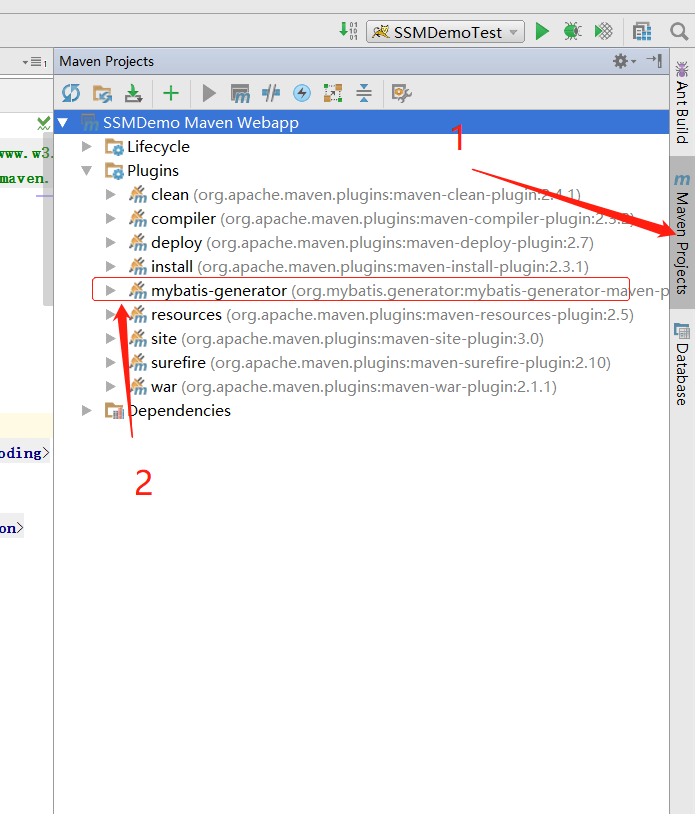 SSMDemoTest
Maven Projects
SSMDemo Maven Webapp
Lifecycle
Plugins
clean (org.apache.maven.plugins:maven-clean-plugin:2.4.1)
compiler (org.apache.maven.plugins:maven-compiler-plugin:2.3.2)
deploy (org.apache.maven.plugins:maven-deploy-plugin:2.7)
install (org.apache.maven.plugins:maven-install-plugin:2.3.1)
mybatis-generator (org.mybatis.generator:mybatis-generator-maven-p
resources (org.apache.maven.plugins:maven-resources-plugin:2.5)
site (org.apache.maven.plugins:maven-site-plugin:3.0)
surefire (org.apache.maven.plugins:maven-surefire-plugin:2.10)
war (org.apache.maven.plugins:maven-war-plugin:2.1.1)
Dependencies
1
2
www.w3.
maven.
oding>
on>
Ant Build
Maven Projects
Database